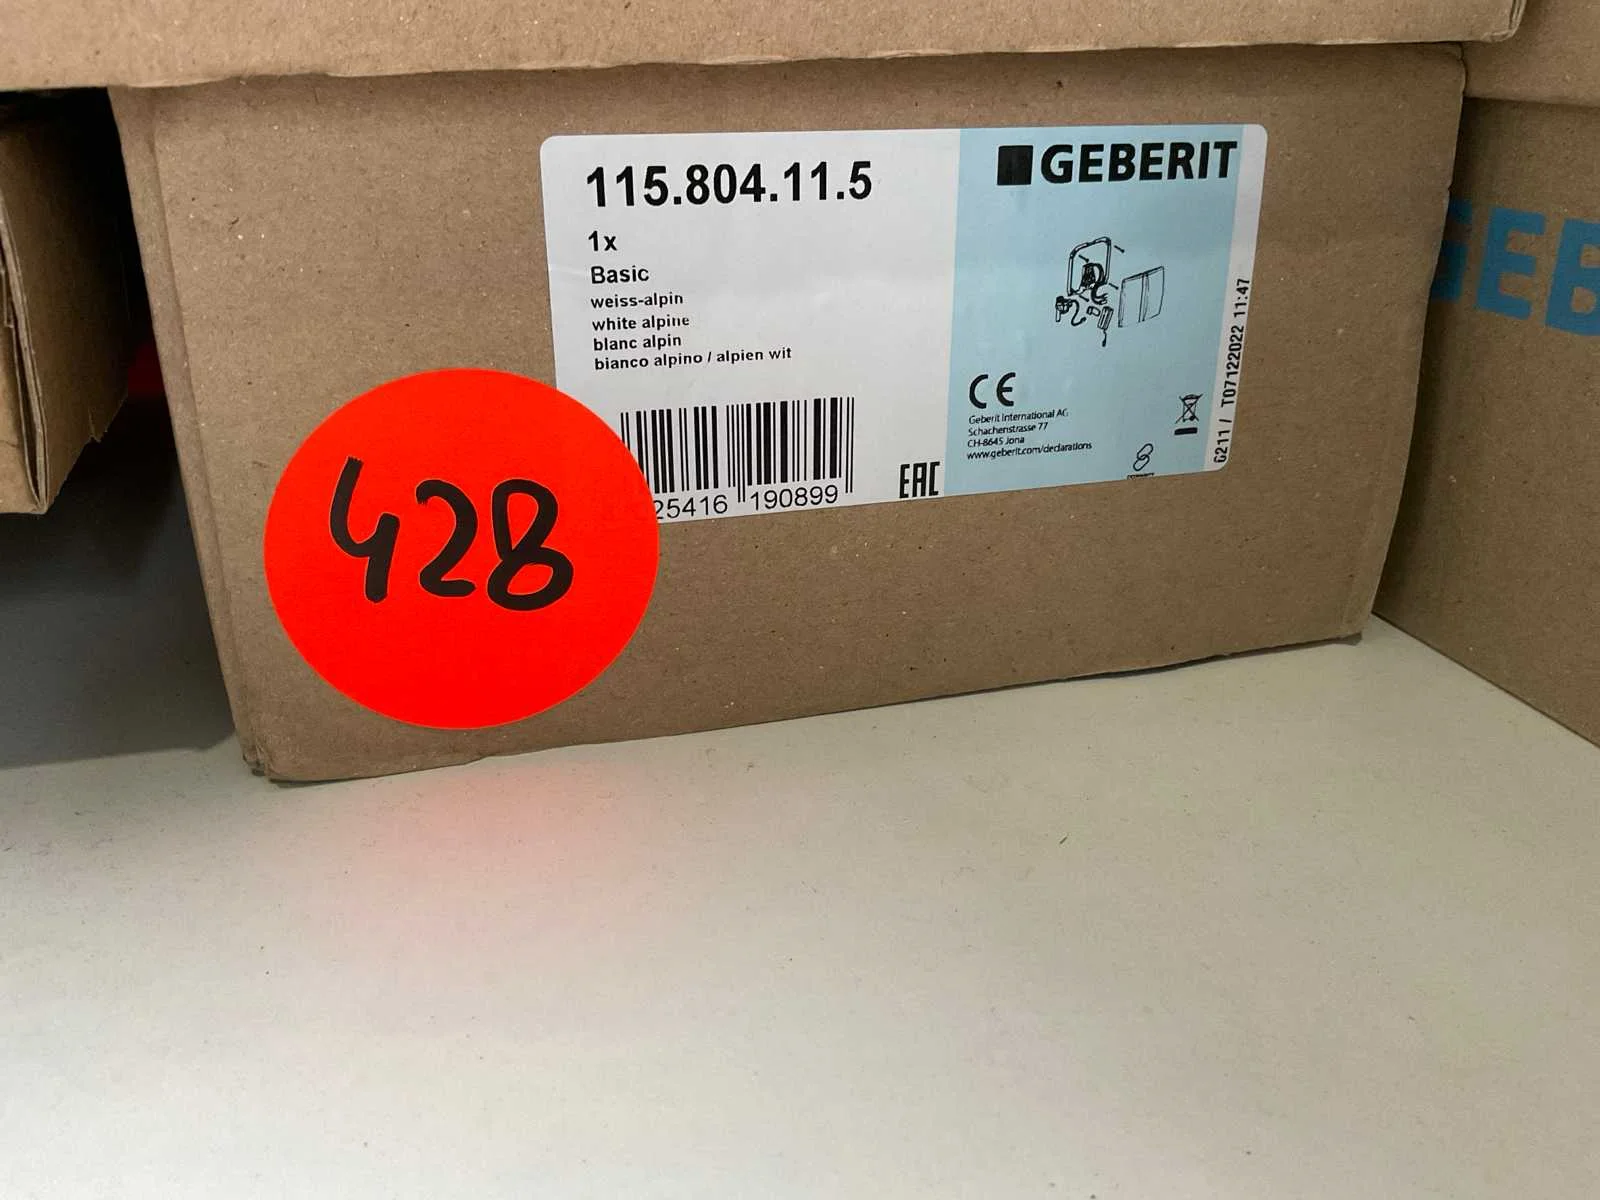 115.804.11.5
1x
Basic
weiss-alpin
white alpine
blanc alpin
bianco alpino / alpien wit
25416 190899
EAC
GEBERIT
CE
Geberit International AG
Schachenstrasse 77
CH-8645 Jona
www.geberit.com/declarations
T07122022 11:47
428
GEB